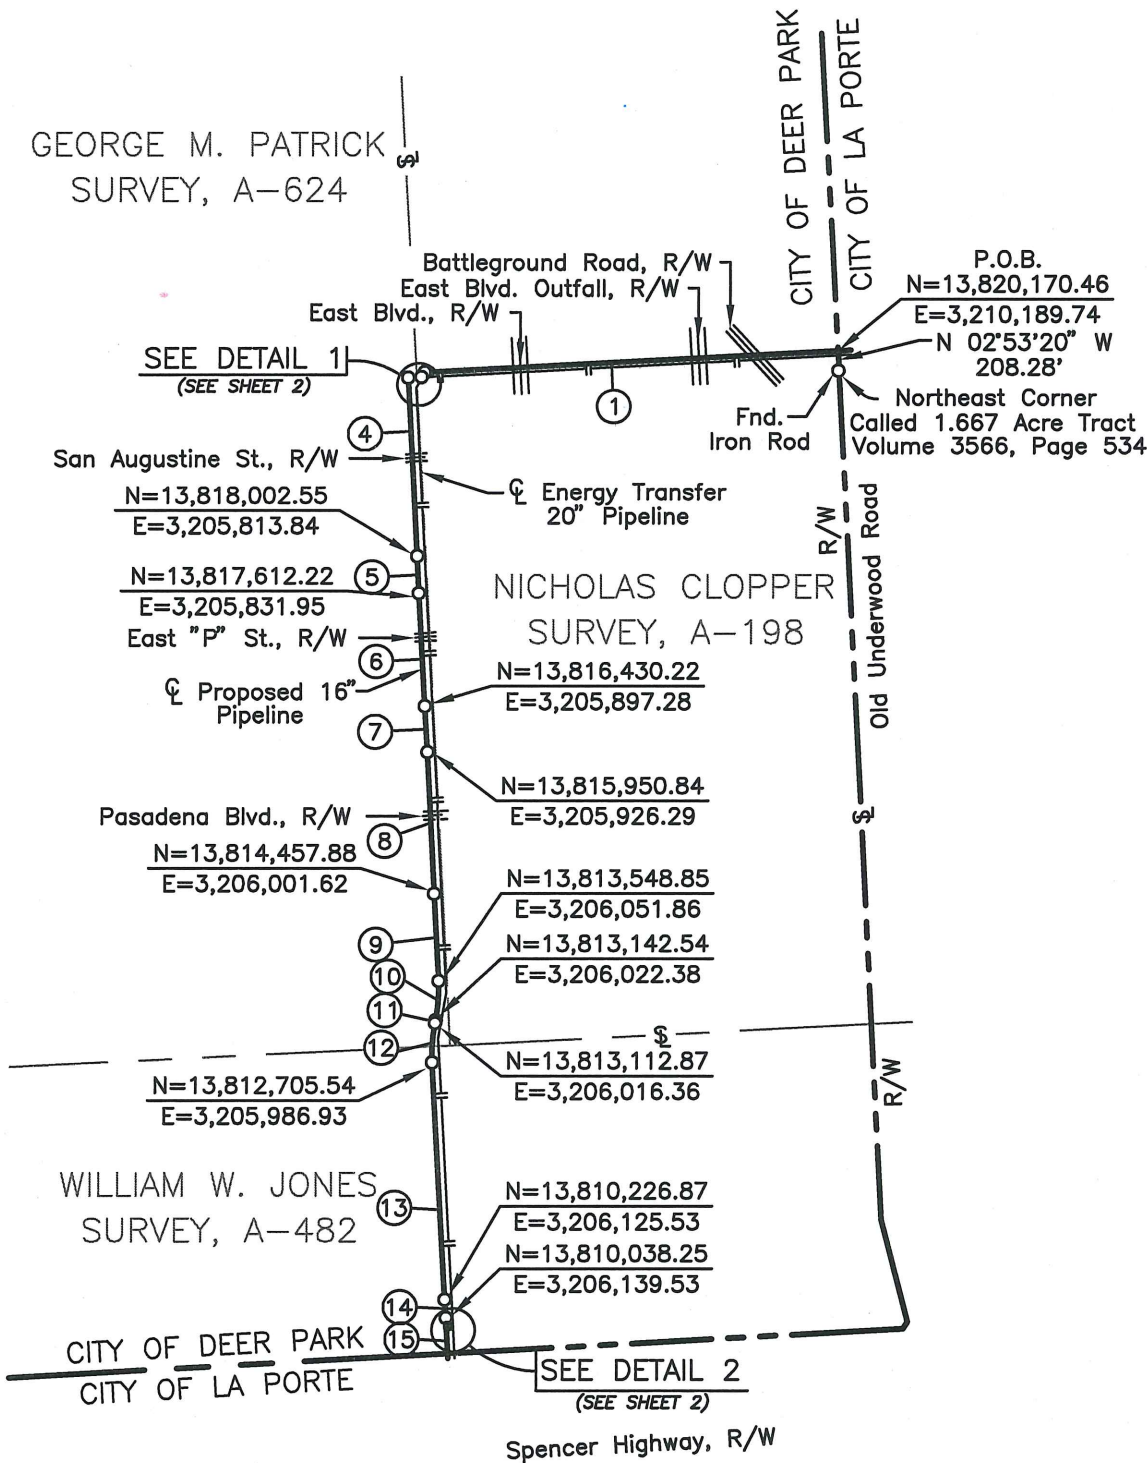 CITY OF DEER PARK
CITY OF LA PORTE
GEORGE M. PATRICK
SURVEY, A-624
Battleground Road, R/W
East Blvd. Outfall, R/W
East Blvd., R/W
P.O.B.
N=13,820,170.46
E=3,210,189.74
N 02°53'20" W
208.28'
SEE DETAIL 1
(SEE SHEET 2)
1
Fnd.
Iron Rod
Northeast Corner
Called 1.667 Acre Tract
Volume 3566, Page 534
4
San Augustine St., R/W
℄ Energy Transfer
20" Pipeline
N=13,818,002.55
E=3,205,813.84
R/W
Old Underwood Road
5
N=13,817,612.22
E=3,205,831.95
NICHOLAS CLOPPER
SURVEY, A-198
East "P" St., R/W
6
℄ Proposed 16"
Pipeline
N=13,816,430.22
E=3,205,897.28
7
N=13,815,950.84
E=3,205,926.29
Pasadena Blvd., R/W
8
N=13,814,457.88
E=3,206,001.62
N=13,813,548.85
E=3,206,051.86
9
N=13,813,142.54
E=3,206,022.38
10
11
12
N=13,813,112.87
E=3,206,016.36
R/W
N=13,812,705.54
E=3,205,986.93
WILLIAM W. JONES
SURVEY, A-482
13
N=13,810,226.87
E=3,206,125.53
N=13,810,038.25
E=3,206,139.53
14
15
CITY OF DEER PARK
CITY OF LA PORTE
SEE DETAIL 2
(SEE SHEET 2)
Spencer Highway, R/W